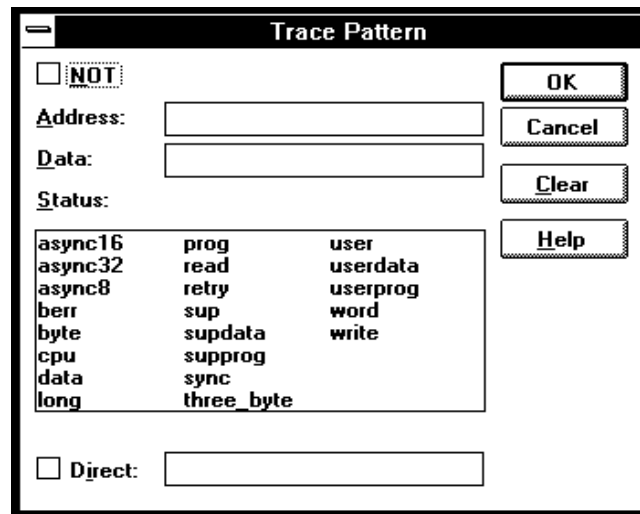 Trace Pattern
NOT
OK
Address:
Cancel
Data:
Clear
Status:
Help
async16 prog user
async32 read userdata
async8 retry userprog
berr sup word
byte supdata write
cpu supprog
data sync
long three_byte
Direct: